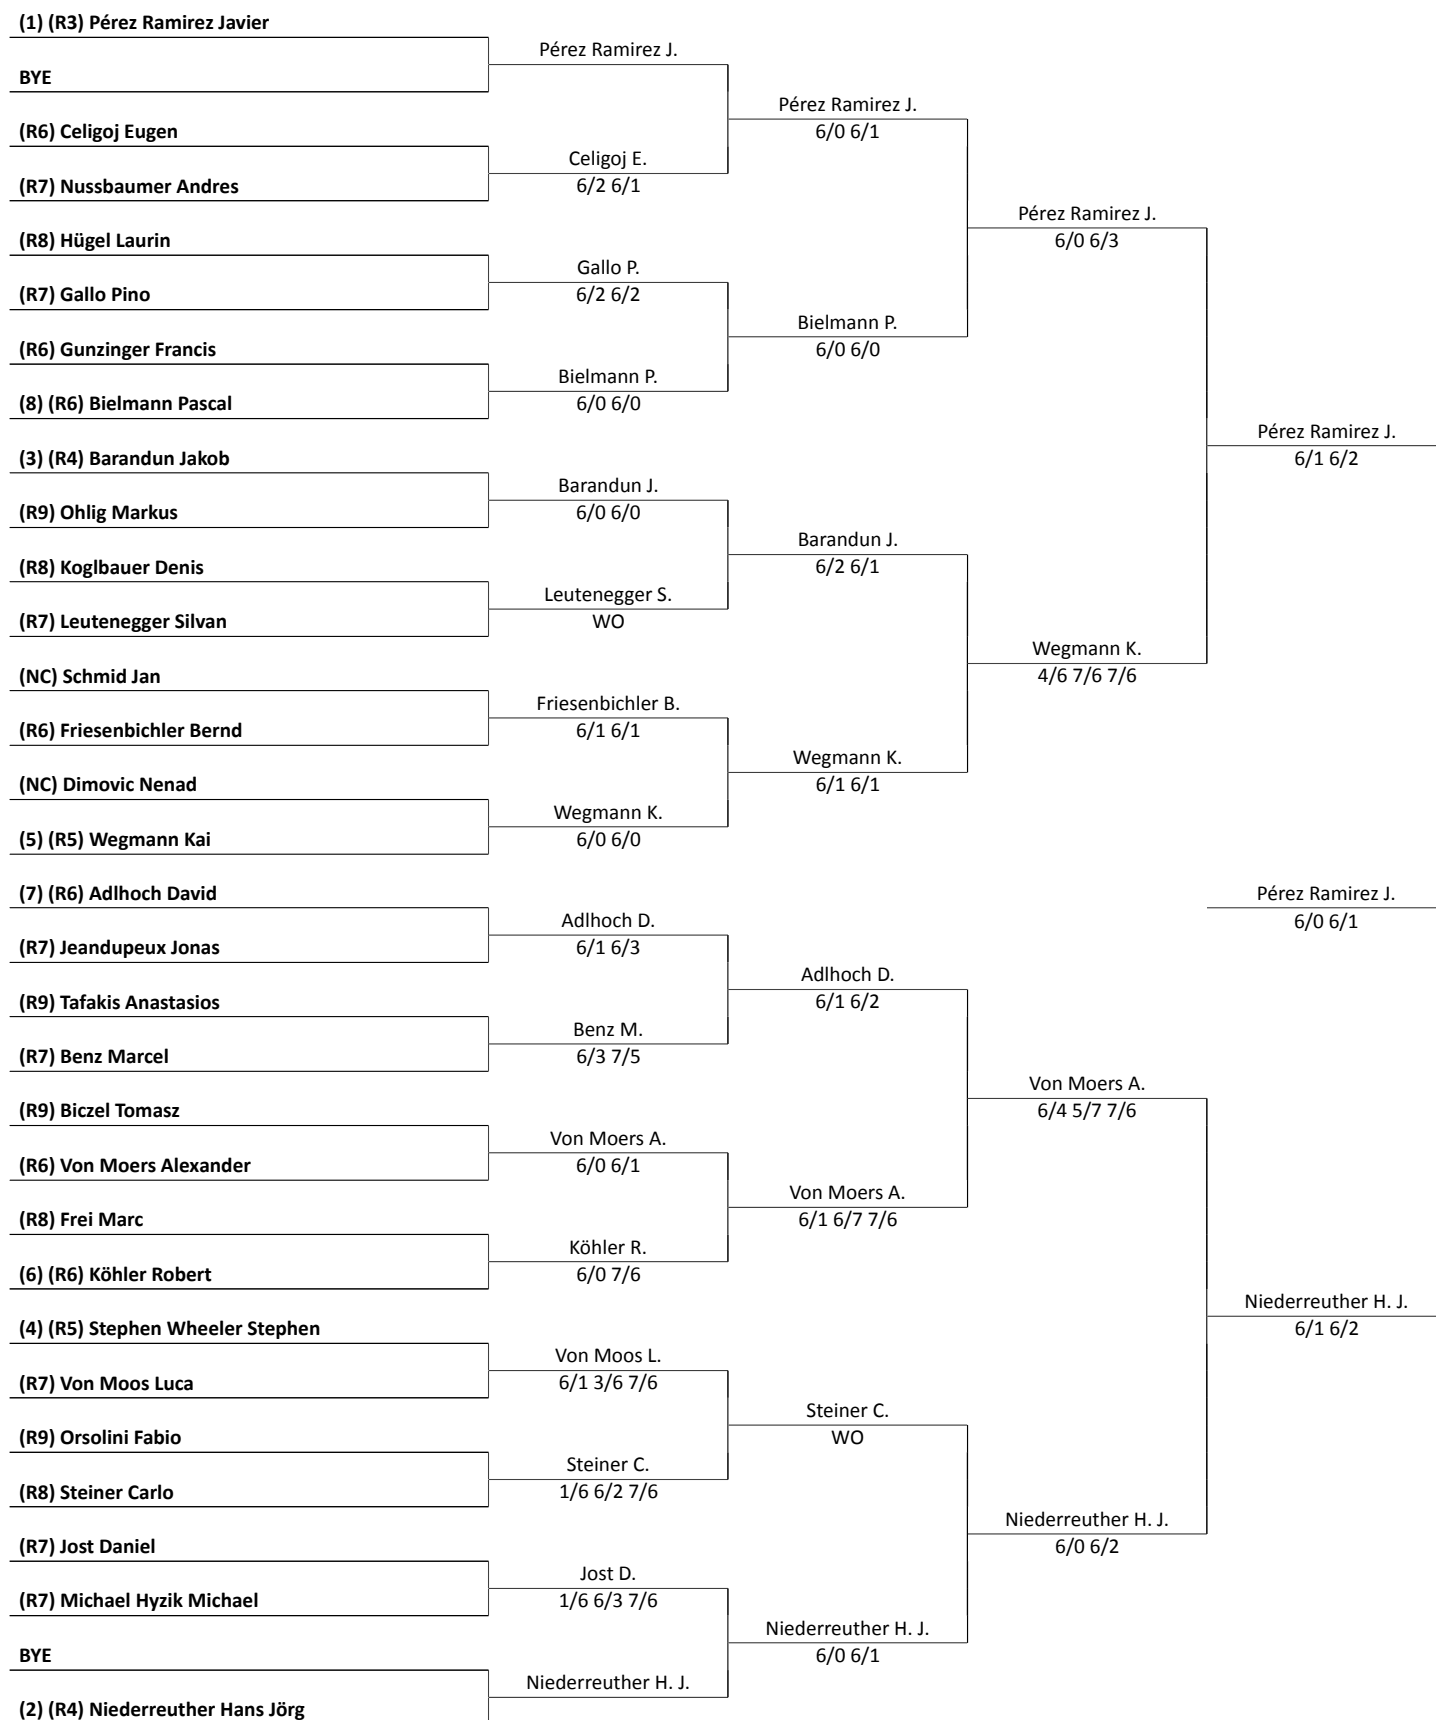 (1) (R3) Pérez Ramirez Javier
Pérez Ramirez J.
BYE
Pérez Ramirez J.
6/0 6/1
(R6) Celigoj Eugen
Celigoj E.
6/2 6/1
(R7) Nussbaumer Andres
Pérez Ramirez J.
6/0 6/3
(R8) Hügel Laurin
Gallo P.
6/2 6/2
(R7) Gallo Pino
Bielmann P.
6/0 6/0
(R6) Gunzinger Francis
Bielmann P.
6/0 6/0
(8) (R6) Bielmann Pascal
Pérez Ramirez J.
6/1 6/2
(3) (R4) Barandun Jakob
Barandun J.
6/0 6/0
(R9) Ohlig Markus
Barandun J.
6/2 6/1
(R8) Koglbauer Denis
Leutenegger S.
WO
(R7) Leutenegger Silvan
Wegmann K.
4/6 7/6 7/6
(NC) Schmid Jan
Friesenbichler B.
6/1 6/1
(R6) Friesenbichler Bernd
Wegmann K.
6/1 6/1
(NC) Dimovic Nenad
Wegmann K.
6/0 6/0
(5) (R5) Wegmann Kai
(7) (R6) Adlhoch David
Pérez Ramirez J.
6/0 6/1
Adlhoch D.
6/1 6/3
(R7) Jeandupeux Jonas
Adlhoch D.
6/1 6/2
(R9) Tafakis Anastasios
Benz M.
6/3 7/5
(R7) Benz Marcel
Von Moers A.
6/4 5/7 7/6
(R9) Biczel Tomasz
Von Moers A.
6/0 6/1
(R6) Von Moers Alexander
Von Moers A.
6/1 6/7 7/6
(R8) Frei Marc
Köhler R.
6/0 7/6
(6) (R6) Köhler Robert
Niederreuther H. J.
6/1 6/2
(4) (R5) Stephen Wheeler Stephen
Von Moos L.
6/1 3/6 7/6
(R7) Von Moos Luca
Steiner C.
WO
(R9) Orsolini Fabio
Steiner C.
1/6 6/2 7/6
(R8) Steiner Carlo
Niederreuther H. J.
6/0 6/2
(R7) Jost Daniel
Jost D.
1/6 6/3 7/6
(R7) Michael Hyzik Michael
Niederreuther H. J.
6/0 6/1
BYE
Niederreuther H. J.
(2) (R4) Niederreuther Hans Jörg